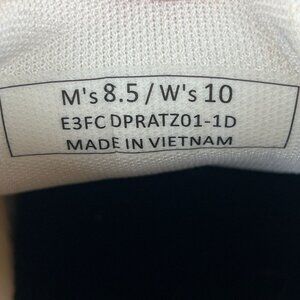 M's 8.5 / W's 10
E3FC DPRATZ01-1D
MADE IN VIETNAM